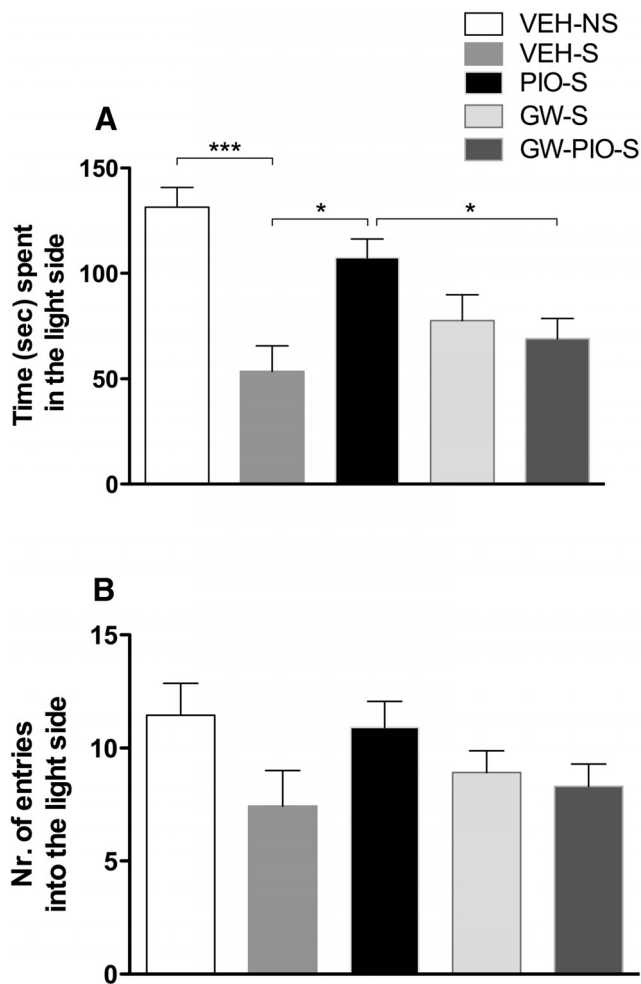 VEH-NS
VEH-S
PIO-S
GW-S
GW-PIO-S
A
Time (sec) spent
in the light side
150
100
50
0
***
*
*
B
Nr. of entries
into the light side
15
10
5
0